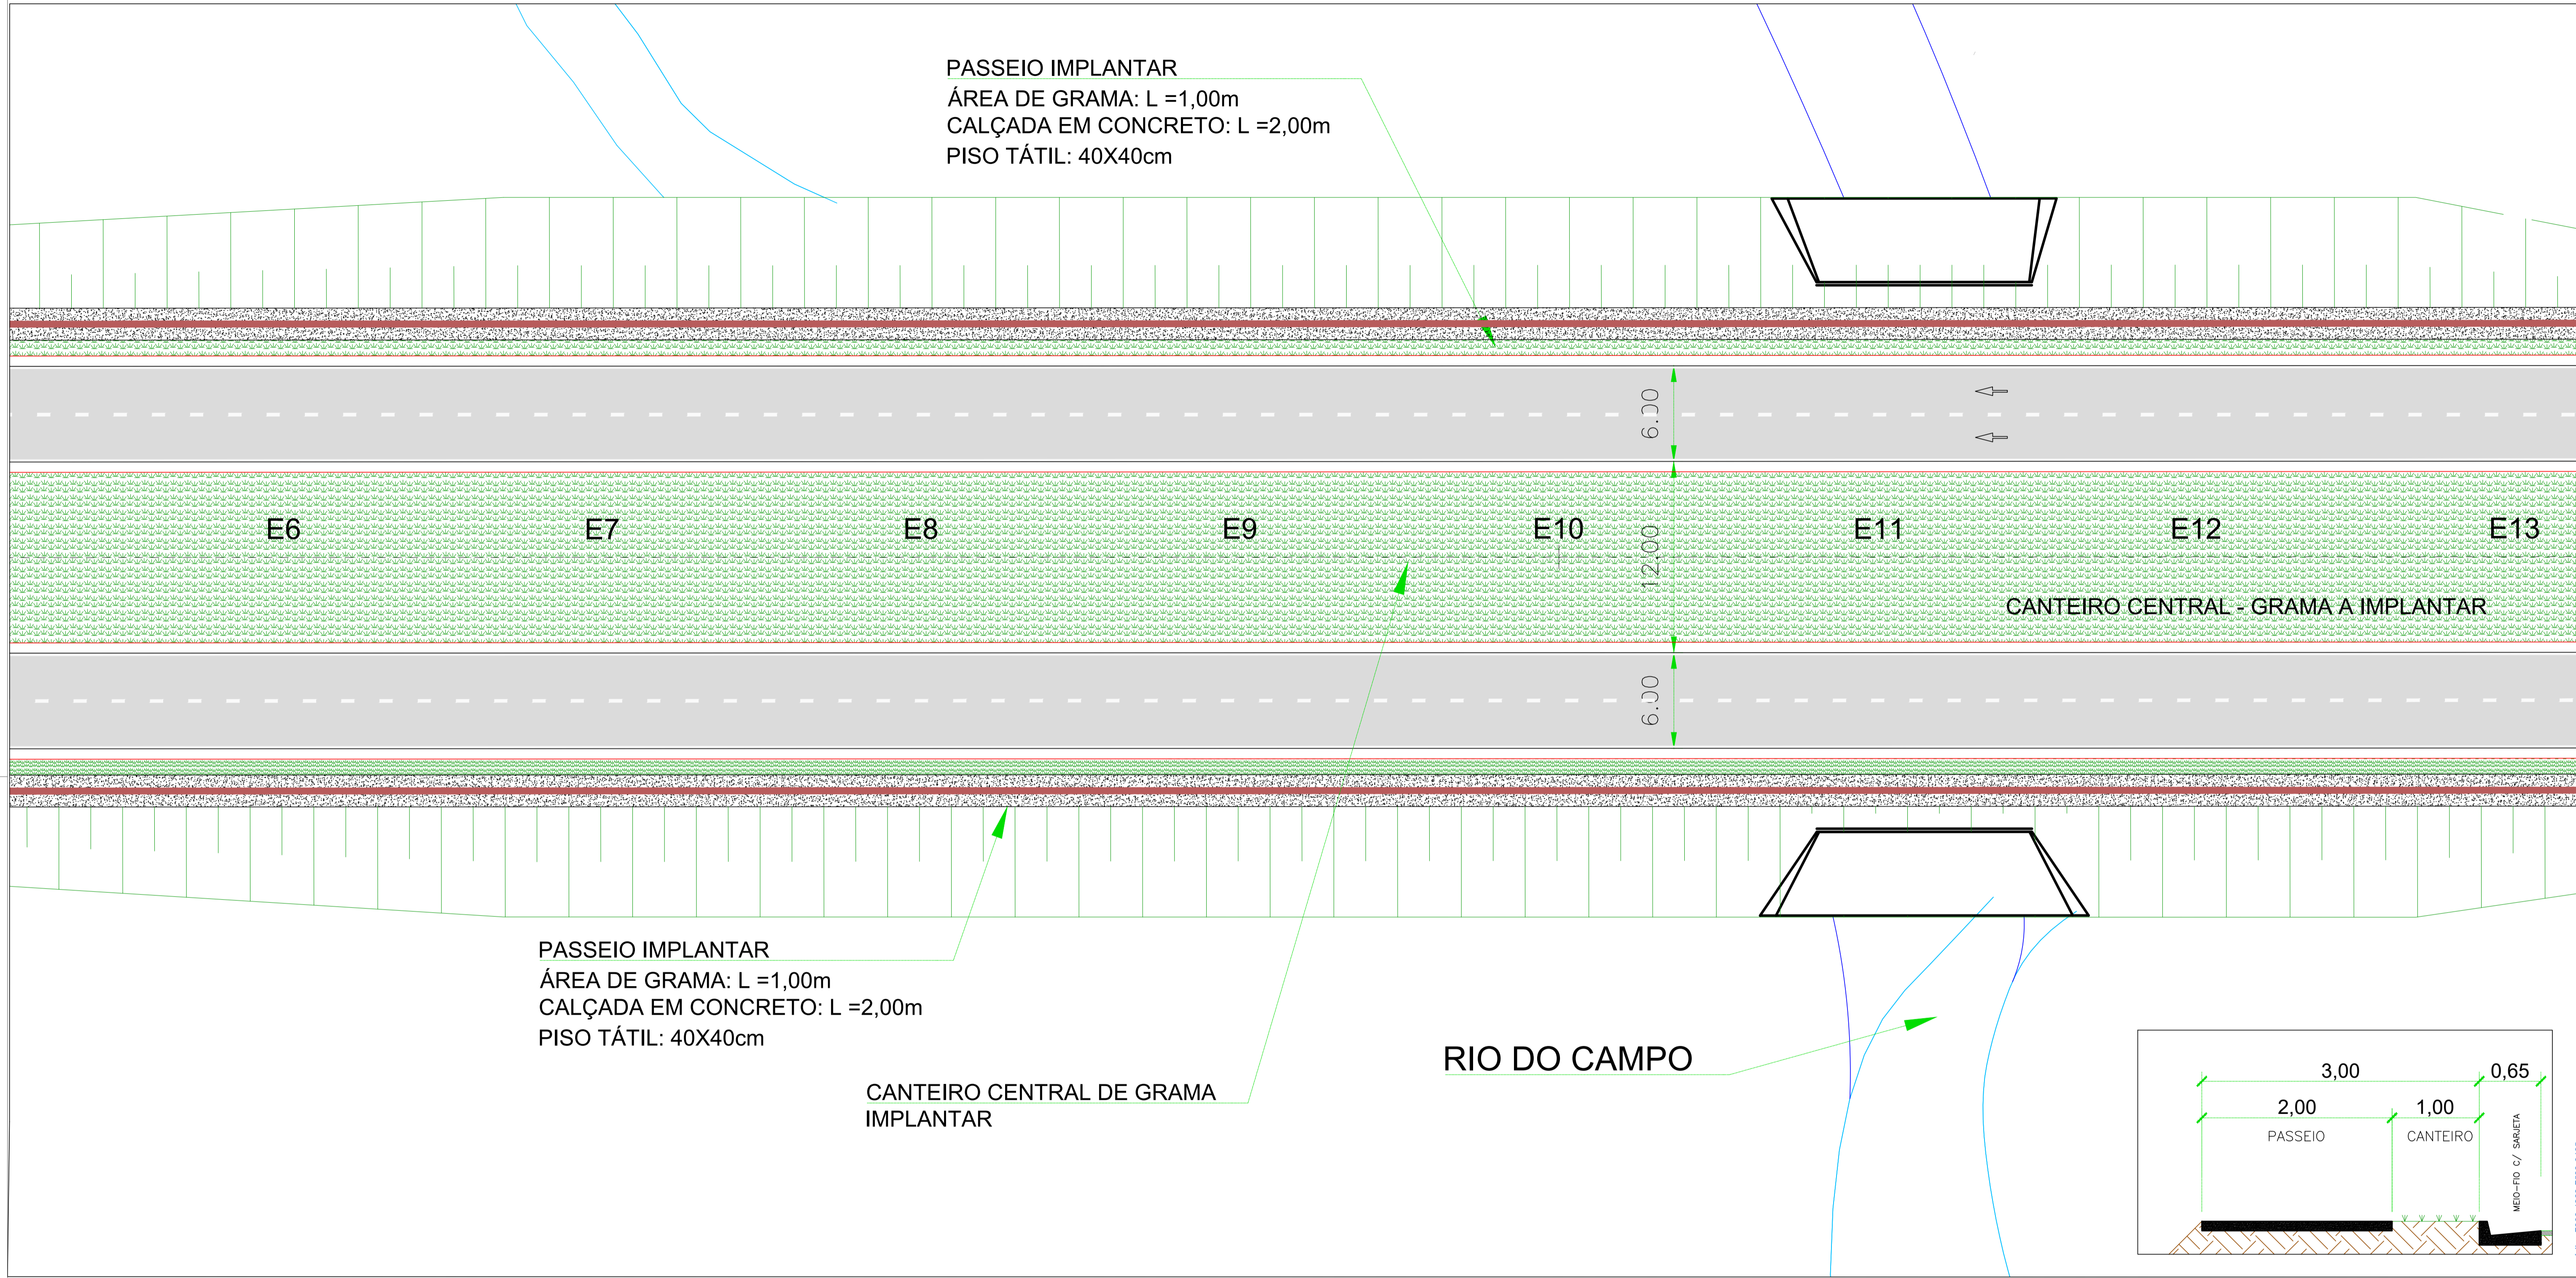 PASSEIO IMPLANTAR
ÁREA DE GRAMA: L =1,00m
CALÇADA EM CONCRETO: L =2,00m
PISO TÁTIL: 40X40cm
6.00
E6 E7 E8 E9 E10 E11 E12 E13
12.00
CANTEIRO CENTRAL - GRAMA A IMPLANTAR
6.00
PASSEIO IMPLANTAR
ÁREA DE GRAMA: L =1,00m
CALÇADA EM CONCRETO: L =2,00m
PISO TÁTIL: 40X40cm
CANTEIRO CENTRAL DE GRAMA
IMPLANTAR
RIO DO CAMPO
3,00 0,65
2,00 1,00
PASSEIO CANTEIRO
MEIO-FIO C/ SARJETA